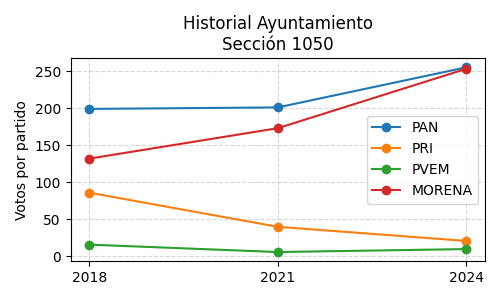 Historial Ayuntamiento
Sección 1050
Votos por partido
250
200
150
100
50
0
2018
2021
2024
PAN
PRI
PVEM
MORENA